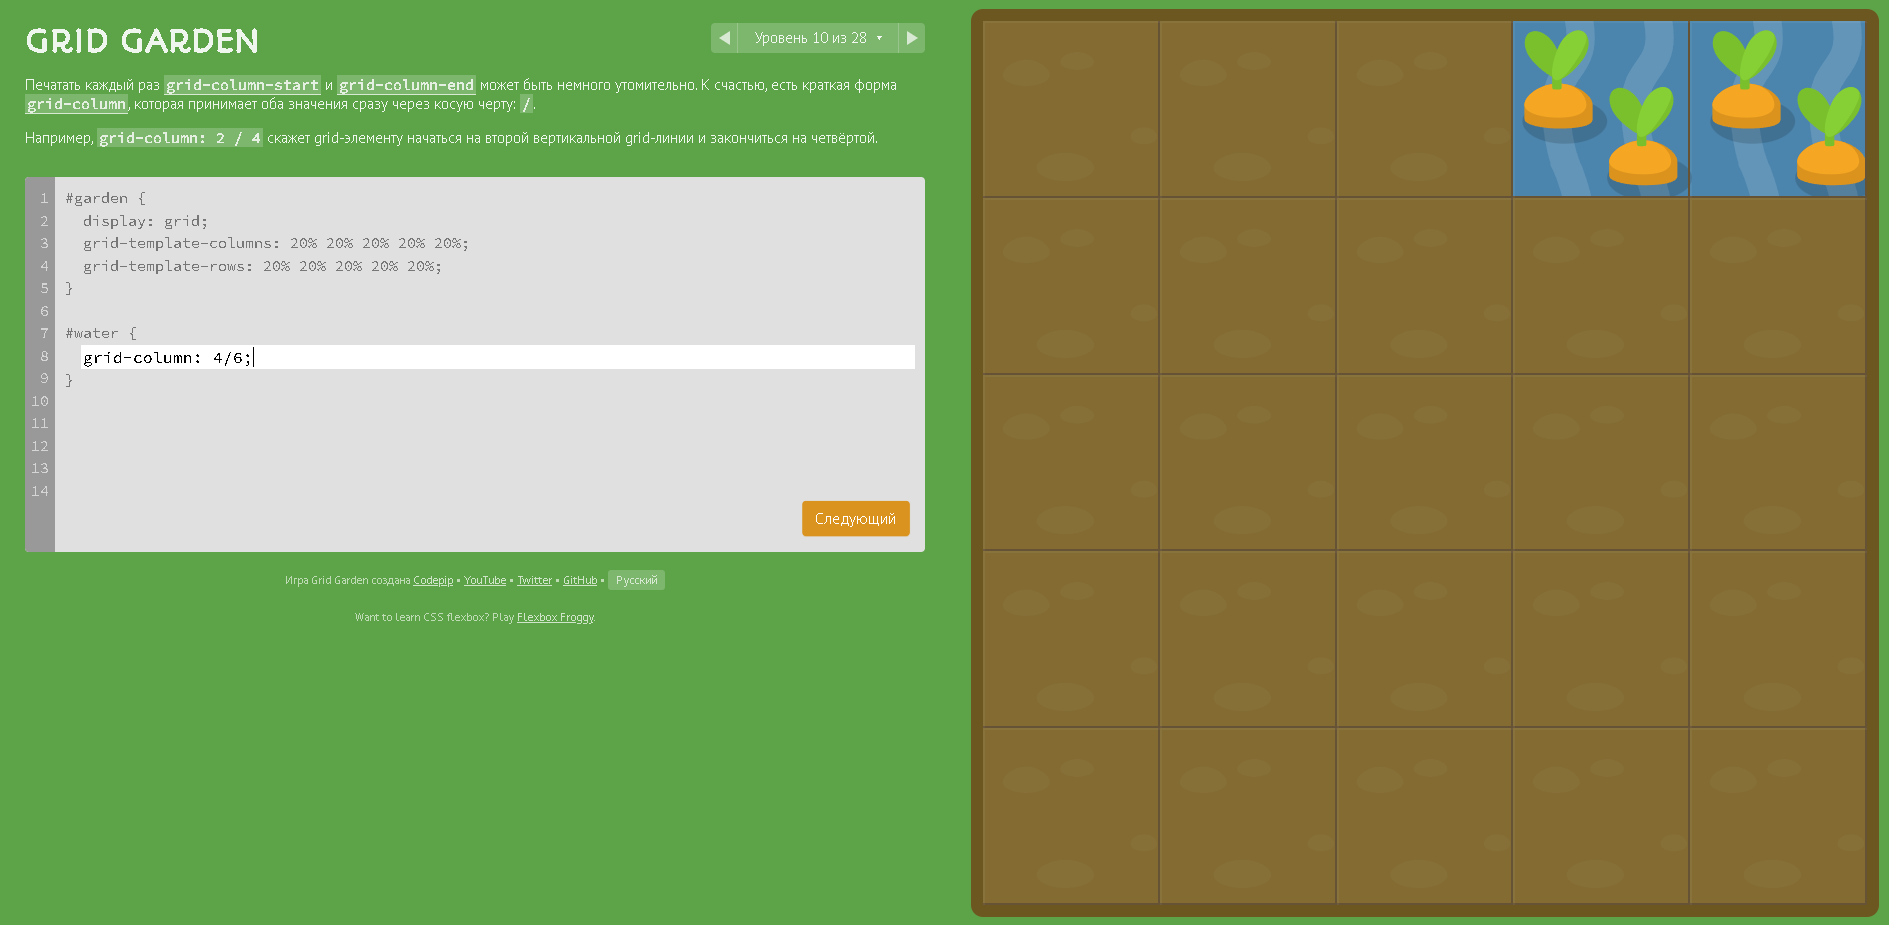 GRID GARDEN
Уровень 10 из 28
Печатать каждый раз grid-column-start и grid-column-end может быть немного утомительно. К счастью, есть краткая форма
grid-column, которая принимает оба значения сразу через косую черту: /.
Например, grid-column: 2 / 4 скажет grid-элементу начаться на второй вертикальной grid-линии и закончиться на четвёртой.
1 #garden {
2 display: grid;
3 grid-template-columns: 20% 20% 20% 20% 20%;
4 grid-template-rows: 20% 20% 20% 20% 20%;
5 }
6
7 #water {
8 grid-column: 4/6;
9 }
10
11
12
13
14
Следующий
Игра Grid Garden создана Codepip • YouTube • Twitter • GitHub • Русский
Want to learn CSS flexbox? Play Flexbox Froggy.